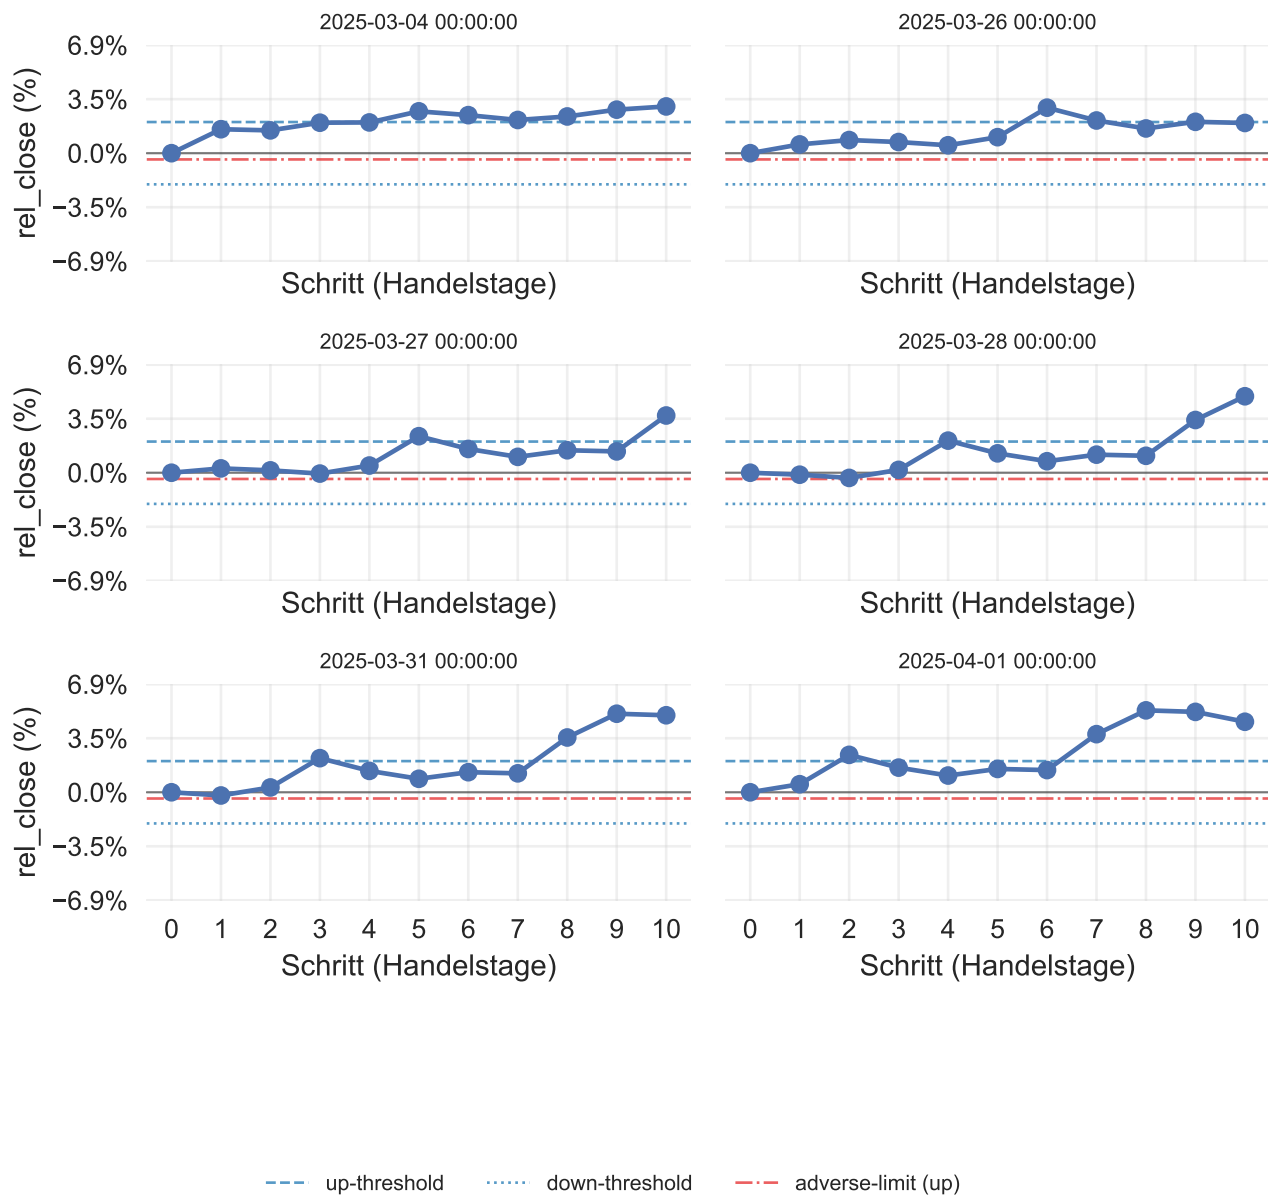 2025-03-04 00:00:00
2025-03-26 00:00:00
6.9%
3.5%
0.0%
−3.5%
−6.9%
rel_close (%)
Schritt (Handelstage)
Schritt (Handelstage)
2025-03-27 00:00:00
2025-03-28 00:00:00
6.9%
3.5%
0.0%
−3.5%
−6.9%
rel_close (%)
Schritt (Handelstage)
Schritt (Handelstage)
2025-03-31 00:00:00
2025-04-01 00:00:00
6.9%
3.5%
0.0%
−3.5%
−6.9%
rel_close (%)
0 1 2 3 4 5 6 7 8 9 10
0 1 2 3 4 5 6 7 8 9 10
Schritt (Handelstage)
Schritt (Handelstage)
up-threshold
down-threshold
adverse-limit (up)